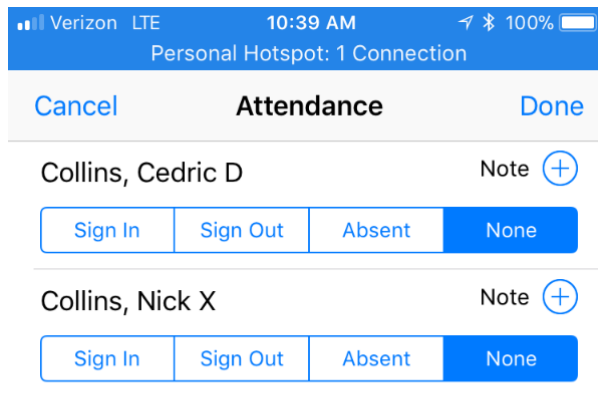 Verizon LTE 10:39 AM 100%
Personal Hotspot: 1 Connection
Cancel Attendance Done
Collins, Cedric D Note
Sign In Sign Out Absent None
Collins, Nick X Note
Sign In Sign Out Absent None